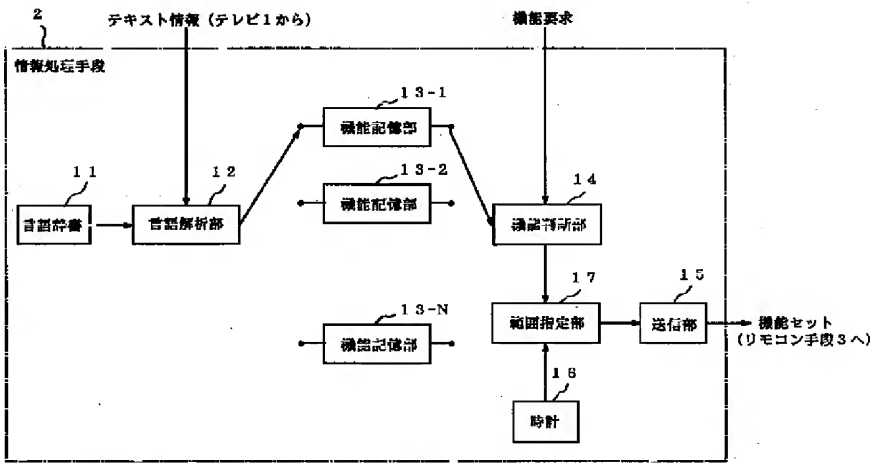 2
テキスト情報(テレビ1から)
機能要求
情報処理手段
13-1
機能記憶部
13-2
機能記憶部
11
言語辞書
12
言語解析部
14
機能判断部
17
範囲指定部
15
送信部
機能セット
(リモコン手段3へ)
13-N
機能記憶部
16
時計